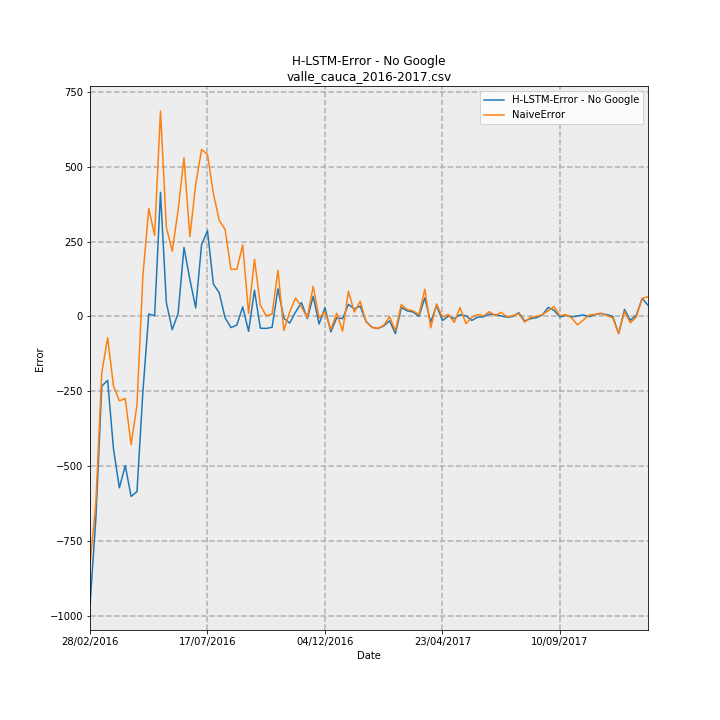 H-LSTM-Error - No Google
valle_cauca_2016-2017.csv
H-LSTM-Error - No Google
NaiveError
750
500
250
0
−250
−500
−750
−1000
Error
28/02/2016 17/07/2016 04/12/2016 23/04/2017 10/09/2017
Date